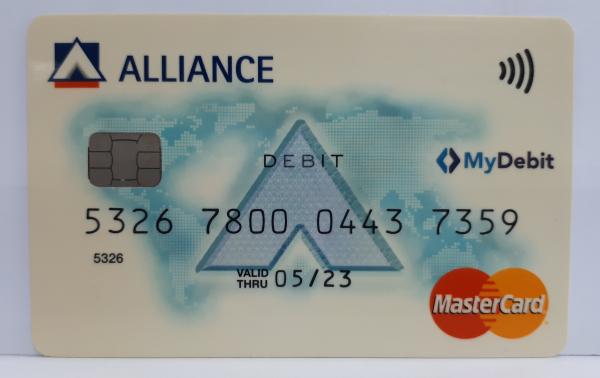 ALLIANCE
DEBIT
MyDebit
5326 7800 0443 7359
5326
VALID THRU 05/23
MasterCard